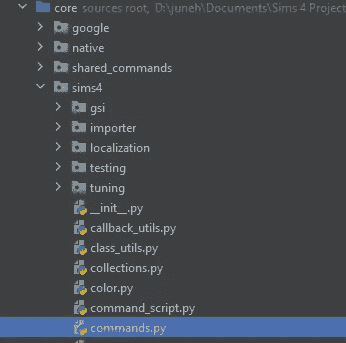 core sources root, D:\juneh\Documents\Sims 4 Project
google
native
shared_commands
sims4
gsi
importer
localization
testing
tuning
__init__.py
callback_utils.py
class_utils.py
collections.py
color.py
command_script.py
commands.py